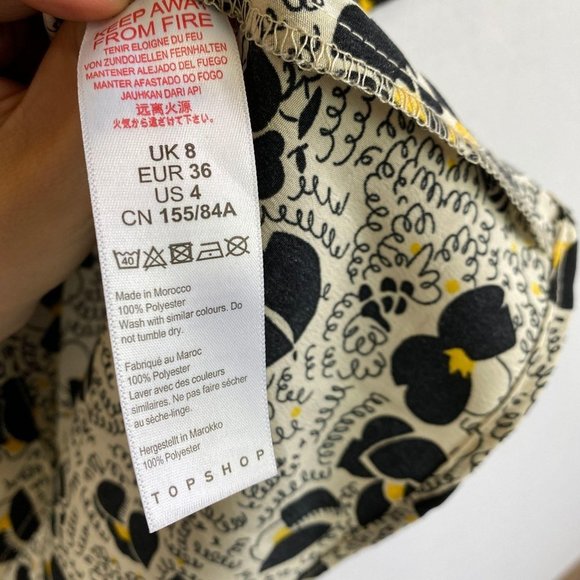 KEEP AWAY
FROM FIRE
TENIR ELOIGNE DU FEU
VON ZUNDQUELLEN FERNHALTEN
MANTENER ALEJADO DEL FUEGO
MANTER AFASTADO DO FOGO
JAUHKAN DARI API
远离火源
火気から遠ざけて下さい。
UK 8
EUR 36
US 4
CN 155/84A
40
Made in Morocco
100% Polyester
Wash with similar colours. Do
not tumble dry.
Fabriqué au Maroc
100% Polyester
Laver avec des couleurs
similaires. Ne pas faire sécher
au sèche-linge.
Hergestellt in Marokko
100% Polyester
TOPSHOP